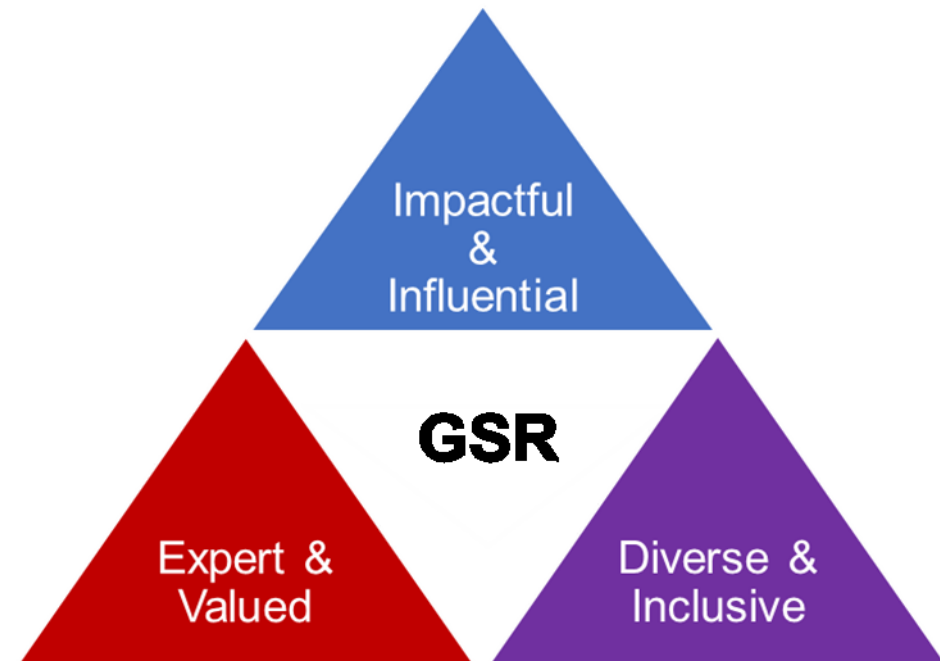 Impactful
&
Influential
GSR
Expert &
Valued
Diverse &
Inclusive